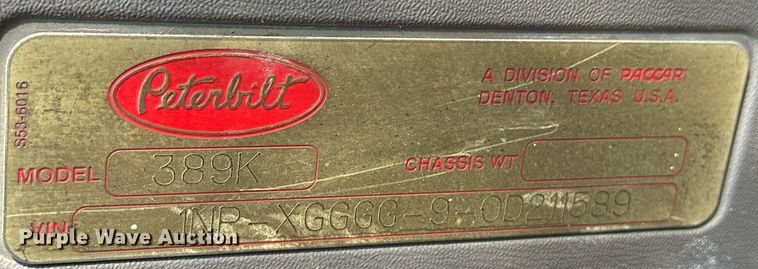 S53-6016
Peterbilt
A DIVISION OF PACCAR
DENTON, TEXAS U.S.A.
MODEL 389K
CHASSIS WT
VIN 1NP-XGGGG-9-0D211589
Purple Wave Auction